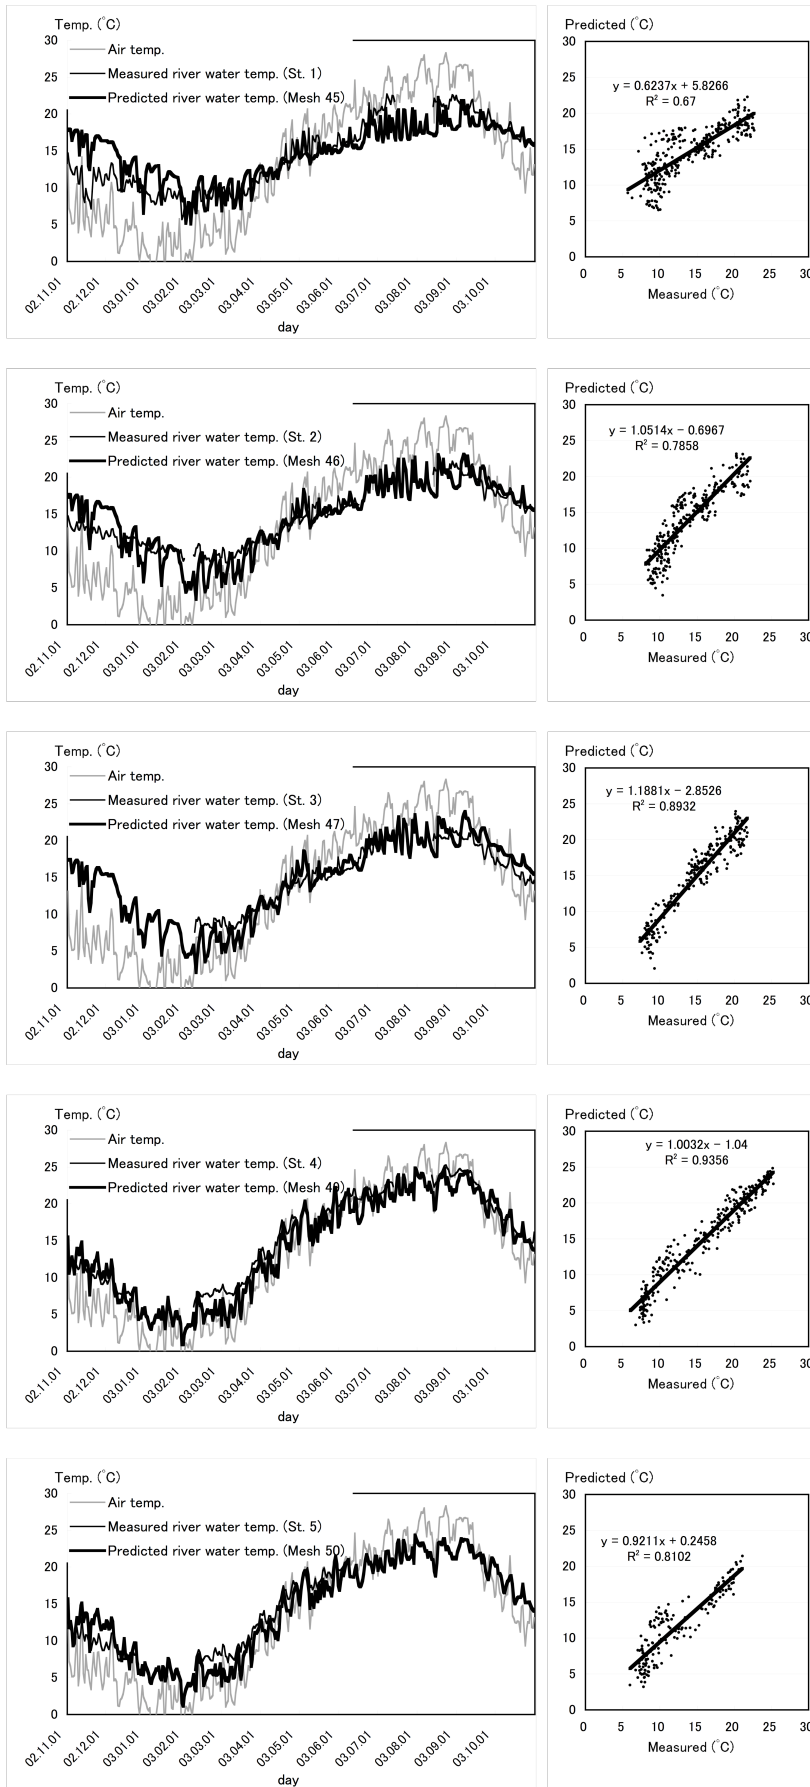 Temp. (°C)
30
25
20
15
10
5
0
Air temp.
Measured river water temp. (St. 1)
Predicted river water temp. (Mesh 45)
02.11.01
02.12.01
03.01.01
03.02.01
03.03.01
03.04.01
03.05.01
03.06.01
03.07.01
03.08.01
03.09.01
03.10.01
day
Predicted (°C)
30
25
20
15
10
5
0
y = 0.6237x + 5.8266
R² = 0.67
0 5 10 15 20 25 30
Measured (°C)
Temp. (°C)
30
25
20
15
10
5
0
Air temp.
Measured river water temp. (St. 2)
Predicted river water temp. (Mesh 46)
02.11.01
02.12.01
03.01.01
03.02.01
03.03.01
03.04.01
03.05.01
03.06.01
03.07.01
03.08.01
03.09.01
03.10.01
day
Predicted (°C)
30
25
20
15
10
5
0
y = 1.0514x − 0.6967
R² = 0.7858
0 5 10 15 20 25 30
Measured (°C)
Temp. (°C)
30
25
20
15
10
5
0
Air temp.
Measured river water temp. (St. 3)
Predicted river water temp. (Mesh 47)
02.11.01
02.12.01
03.01.01
03.02.01
03.03.01
03.04.01
03.05.01
03.06.01
03.07.01
03.08.01
03.09.01
03.10.01
day
Predicted (°C)
30
25
20
15
10
5
0
y = 1.1881x − 2.8526
R² = 0.8932
0 5 10 15 20 25 30
Measured (°C)
Temp. (°C)
30
25
20
15
10
5
0
Air temp.
Measured river water temp. (St. 4)
Predicted river water temp. (Mesh
02.11.01
02.12.01
03.01.01
03.02.01
03.03.01
03.04.01
03.05.01
03.06.01
03.07.01
03.08.01
03.09.01
03.10.01
day
Predicted (°C)
30
25
20
15
10
5
0
y = 1.0032x − 1.04
R² = 0.9356
0 5 10 15 20 25 30
Measured (°C)
Temp. (°C)
30
25
20
15
10
5
0
Air temp.
Measured river water temp. (St. 5)
Predicted river water temp. (Mesh 50)
02.11.01
02.12.01
03.01.01
03.02.01
03.03.01
03.04.01
03.05.01
03.06.01
03.07.01
03.08.01
03.09.01
03.10.01
day
Predicted (°C)
30
25
20
15
10
5
0
y = 0.9211x + 0.2458
R² = 0.8102
0 5 10 15 20 25 30
Measured (°C)